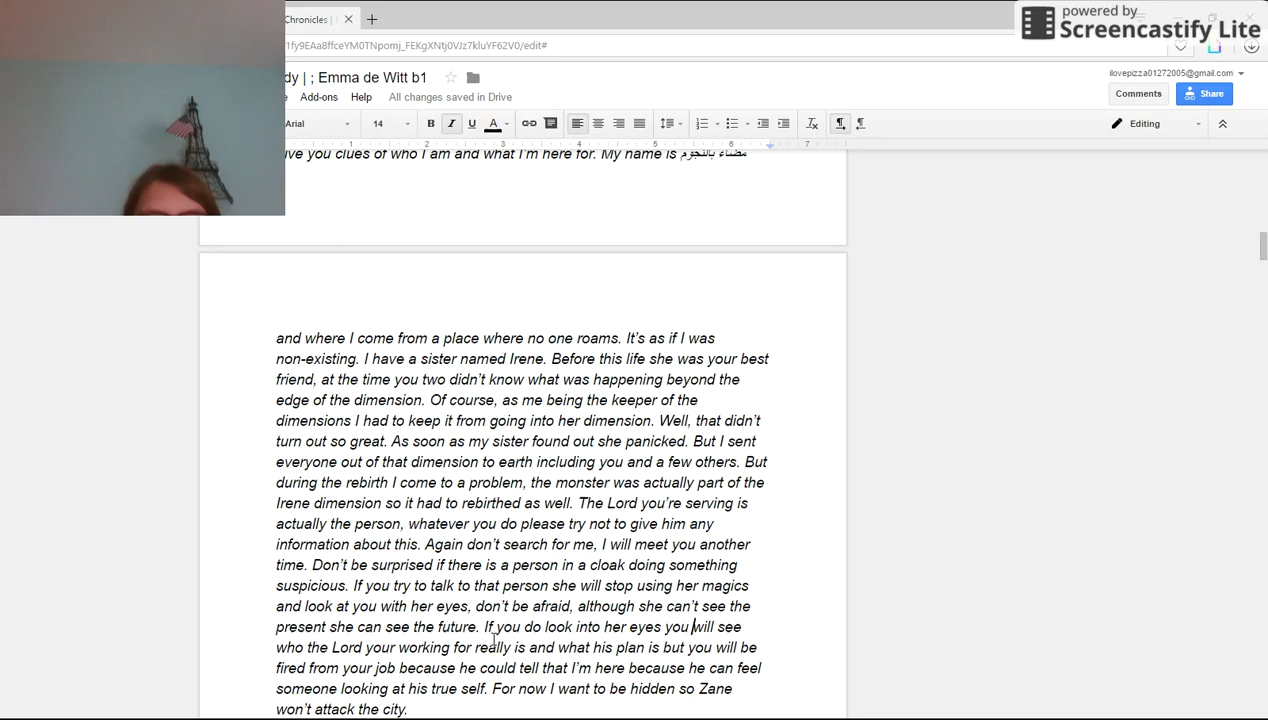 powered by
Screencastify Lite
Chronicles |
1fy9EAa8ffceYM0TNpomj_FEKgXNtj0VJz7kluYF62V0/edit#
dy | ; Emma de Witt b1
ilovepizza01272005@gmail.com
Add-ons Help All changes saved in Drive
Comments Share
Arial 14 B I U A Editing
1 2 3 4 5 6 7
ive you clues of who I am and what I'm here for. My name is مضاء بالنجوم
and where I come from a place where no one roams. It's as if I was
non-existing. I have a sister named Irene. Before this life she was your best
friend, at the time you two didn't know what was happening beyond the
edge of the dimension. Of course, as me being the keeper of the
dimensions I had to keep it from going into her dimension. Well, that didn't
turn out so great. As soon as my sister found out she panicked. But I sent
everyone out of that dimension to earth including you and a few others. But
during the rebirth I come to a problem, the monster was actually part of the
Irene dimension so it had to rebirthed as well. The Lord you're serving is
actually the person, whatever you do please try not to give him any
information about this. Again don't search for me, I will meet you another
time. Don't be surprised if there is a person in a cloak doing something
suspicious. If you try to talk to that person she will stop using her magics
and look at you with her eyes, don't be afraid, although she can't see the
present she can see the future. If you do look into her eyes you will see
who the Lord your working for really is and what his plan is but you will be
fired from your job because he could tell that I'm here because he can feel
someone looking at his true self. For now I want to be hidden so Zane
won't attack the city.